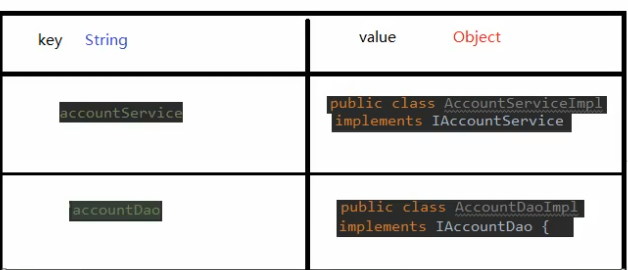 key String value Object
accountService
public class AccountServiceImpl
implements IAccountService
accountDao
public class AccountDaoImpl
implements IAccountDao {